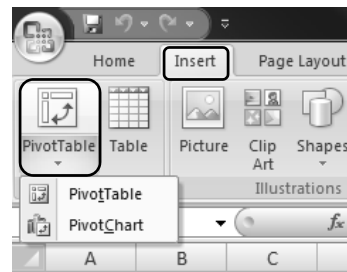 Home Insert Page Layout
PivotTable Table Picture Clip Art Shapes
Illustrations
PivotTable
PivotChart
fx
A B C